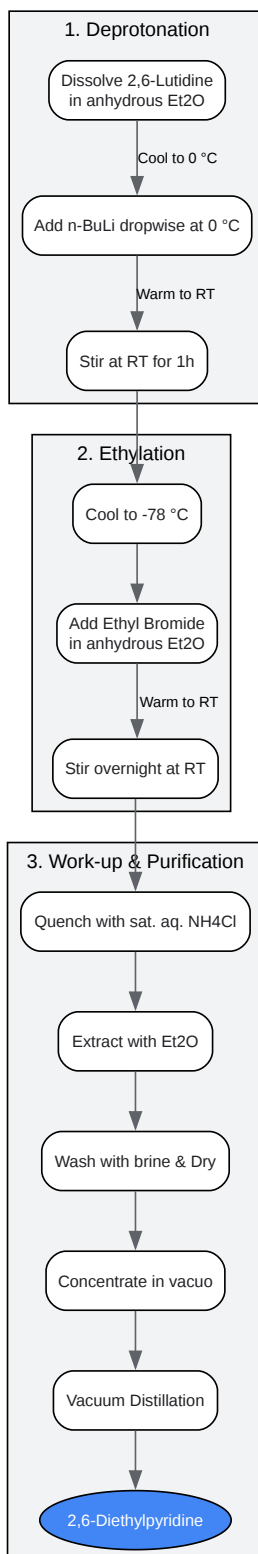 1. Deprotonation
Dissolve 2,6-Lutidine
in anhydrous Et2O
Cool to 0 °C
Add n-BuLi dropwise at 0 °C
Warm to RT
Stir at RT for 1h
2. Ethylation
Cool to -78 °C
Add Ethyl Bromide
in anhydrous Et2O
Warm to RT
Stir overnight at RT
3. Work-up & Purification
Quench with sat. aq. NH4Cl
Extract with Et2O
Wash with brine & Dry
Concentrate in vacuo
Vacuum Distillation
2,6-Diethylpyridine